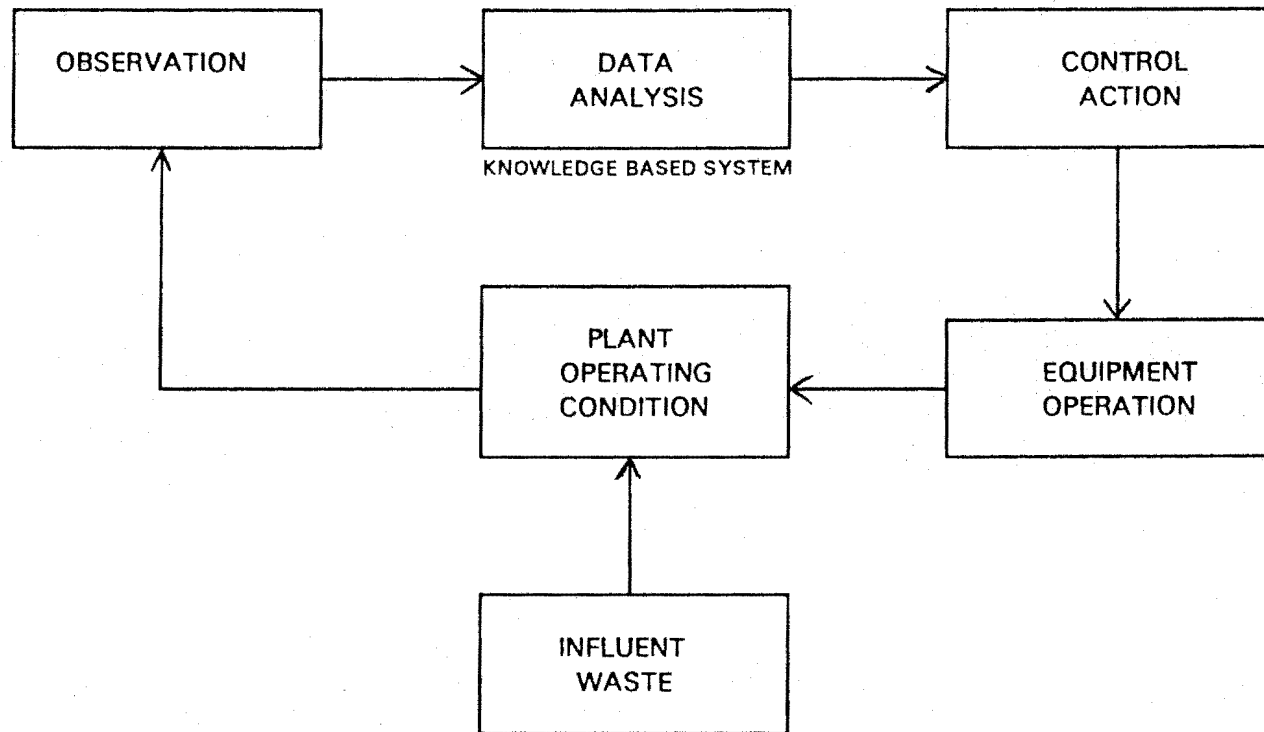 OBSERVATION
DATA
ANALYSIS
CONTROL
ACTION
KNOWLEDGE BASED SYSTEM
PLANT
OPERATING
CONDITION
EQUIPMENT
OPERATION
INFLUENT
WASTE